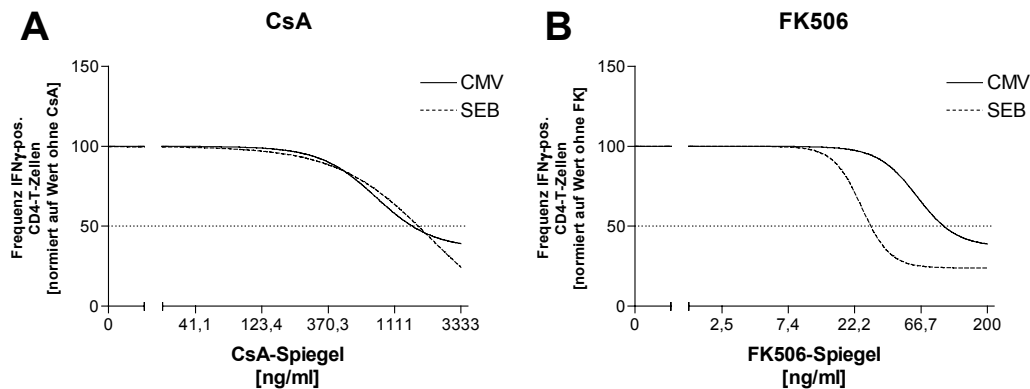 A
CsA
150
100
50
0
Frequenz IFNγ-pos.
CD4-T-Zellen
[normiert auf Wert ohne CsA]
CMV
SEB
0 41,1 123,4 370,3 1111 3333
CsA-Spiegel
[ng/ml]
B
FK506
150
100
50
0
Frequenz IFNγ-pos.
CD4-T-Zellen
[normiert auf Wert ohne FK]
CMV
SEB
0 2,5 7,4 22,2 66,7 200
FK506-Spiegel
[ng/ml]